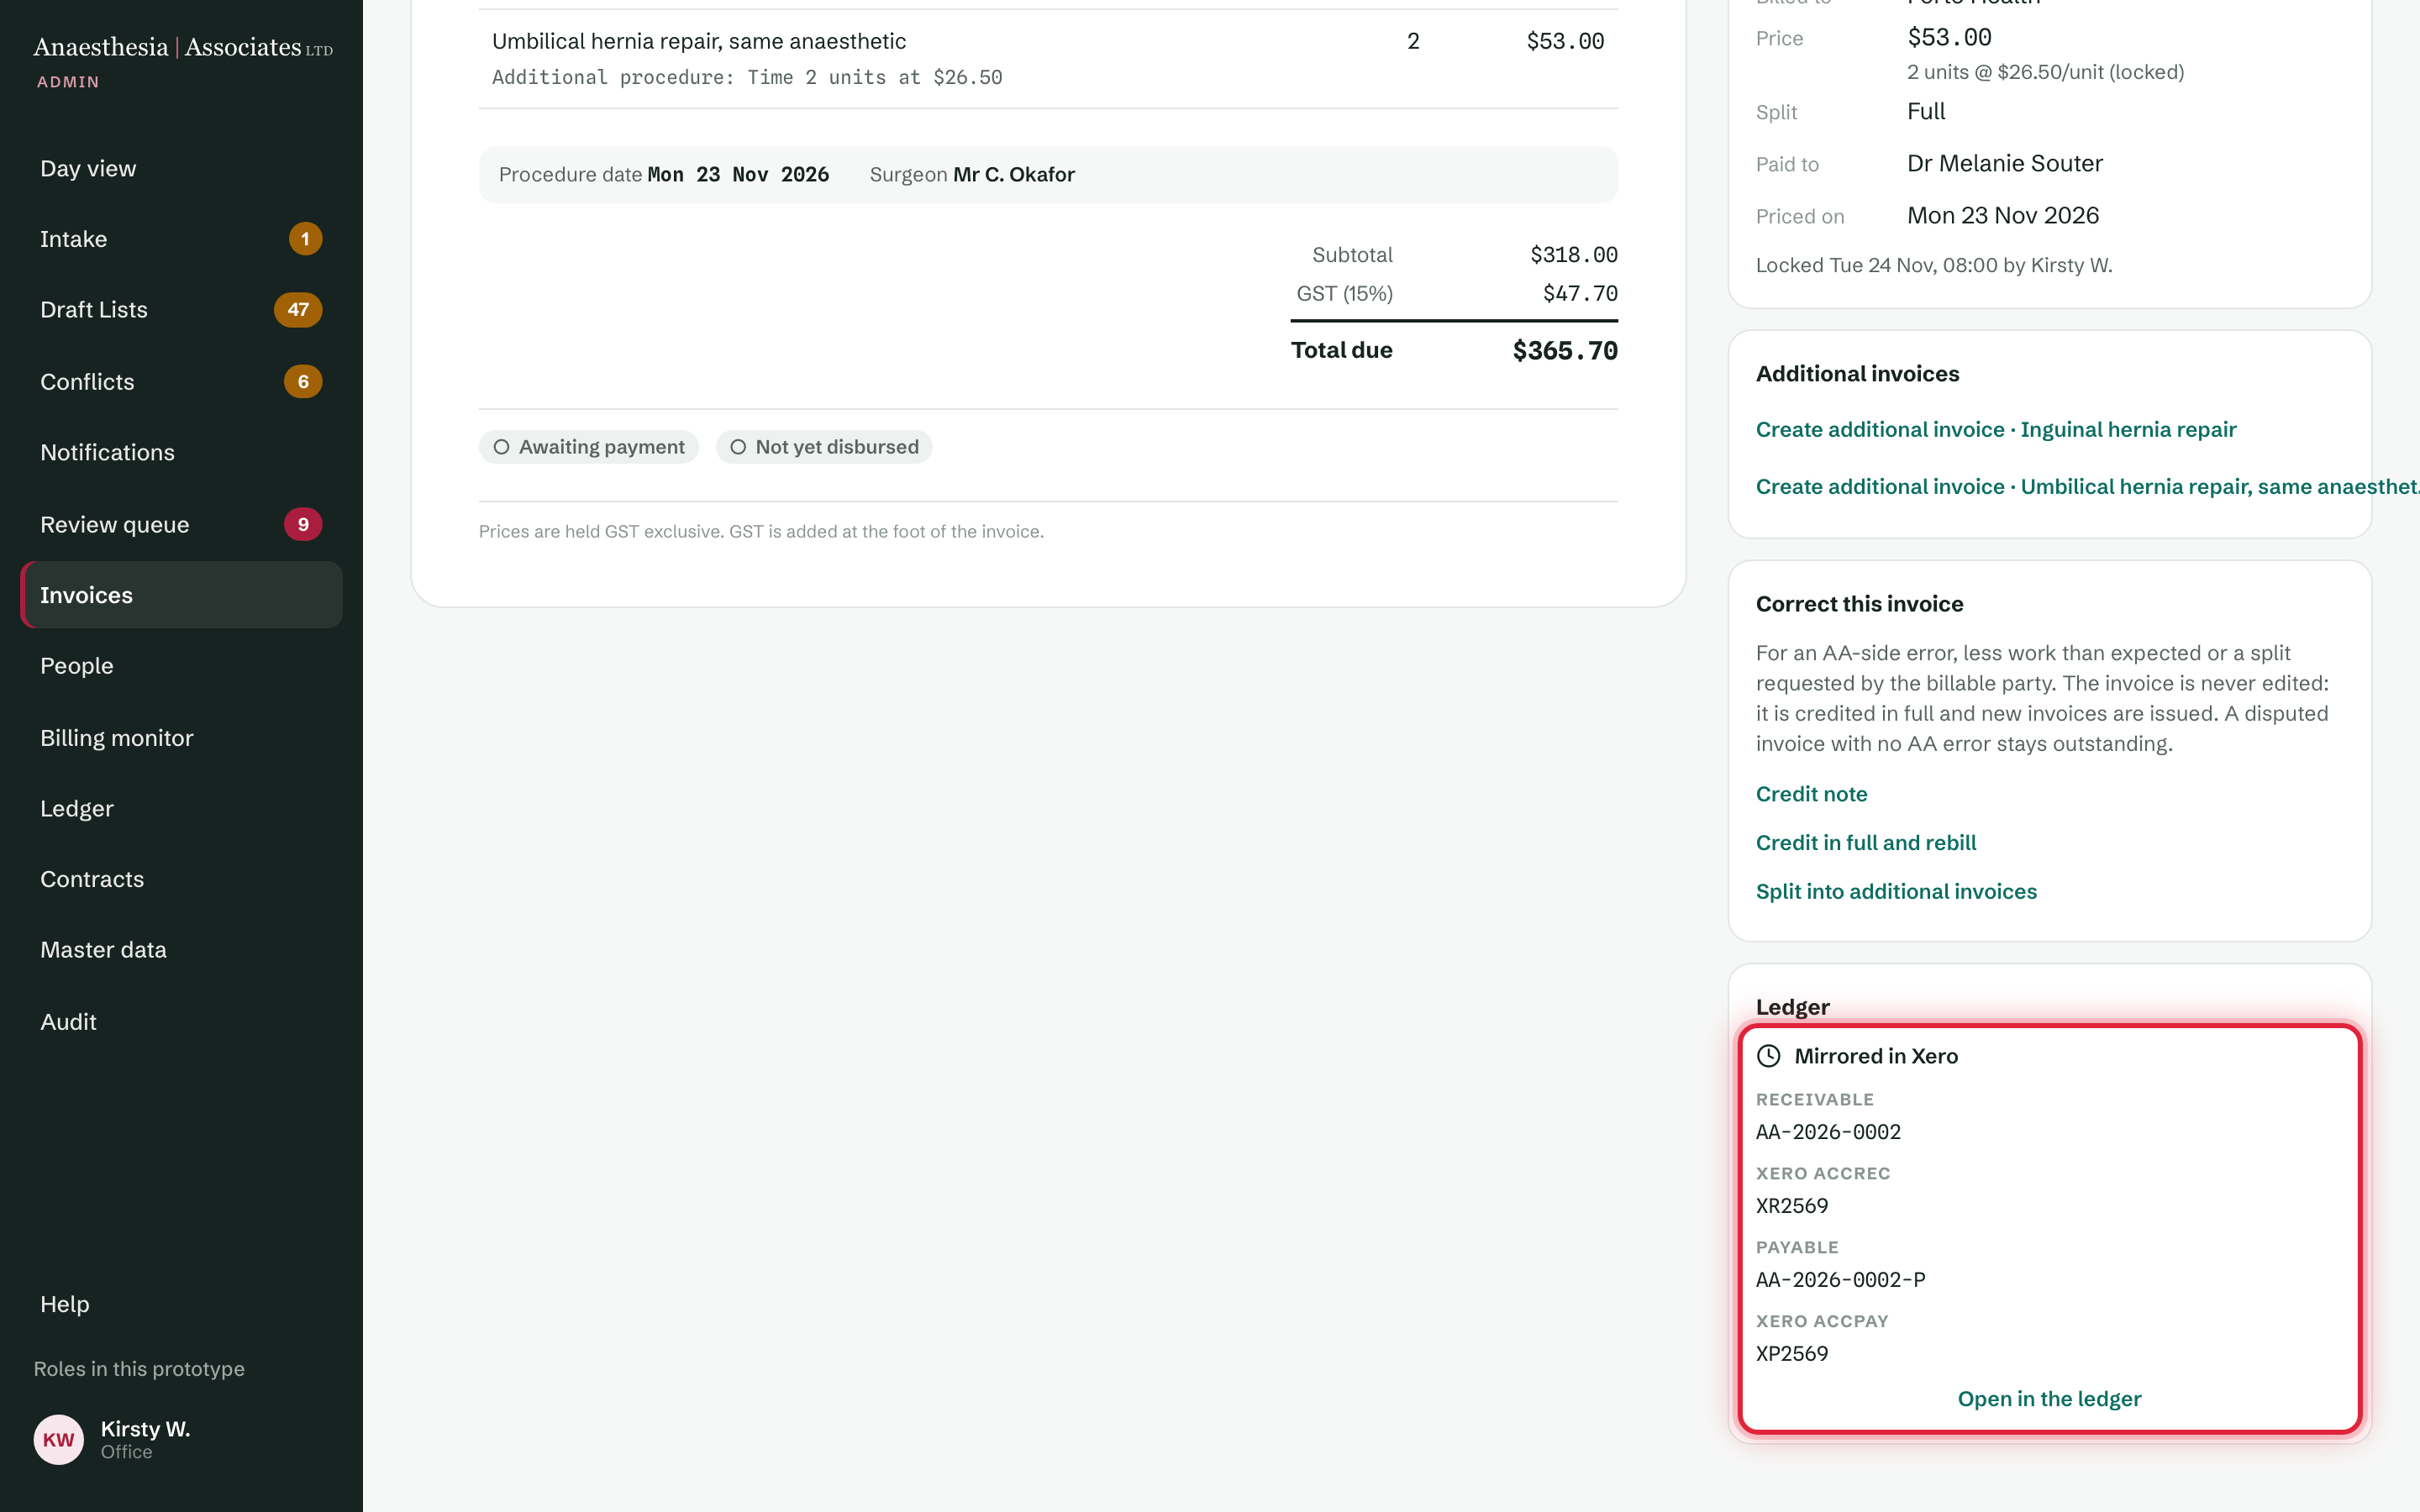 Anaesthesia | Associates LTD
ADMIN
Day view
Intake 1
Draft Lists 47
Conflicts 6
Notifications
Review queue 9
Invoices
People
Billing monitor
Ledger
Contracts
Master data
Audit
Help
Roles in this prototype
KW
Kirsty W.
Office
Umbilical hernia repair, same anaesthetic 2 $53.00
Additional procedure: Time 2 units at $26.50
Procedure date Mon 23 Nov 2026 Surgeon Mr C. Okafor
Subtotal $318.00
GST (15%) $47.70
Total due $365.70
Awaiting payment Not yet disbursed
Prices are held GST exclusive. GST is added at the foot of the invoice.
Price $53.00
2 units @ $26.50/unit (locked)
Split Full
Paid to Dr Melanie Souter
Priced on Mon 23 Nov 2026
Locked Tue 24 Nov, 08:00 by Kirsty W.
Additional invoices
Create additional invoice · Inguinal hernia repair
Create additional invoice · Umbilical hernia repair, same anaesthet.
Correct this invoice
For an AA-side error, less work than expected or a split
requested by the billable party. The invoice is never edited:
it is credited in full and new invoices are issued. A disputed
invoice with no AA error stays outstanding.
Credit note
Credit in full and rebill
Split into additional invoices
Ledger
Mirrored in Xero
RECEIVABLE
AA-2026-0002
XERO ACCREC
XR2569
PAYABLE
AA-2026-0002-P
XERO ACCPAY
XP2569
Open in the ledger